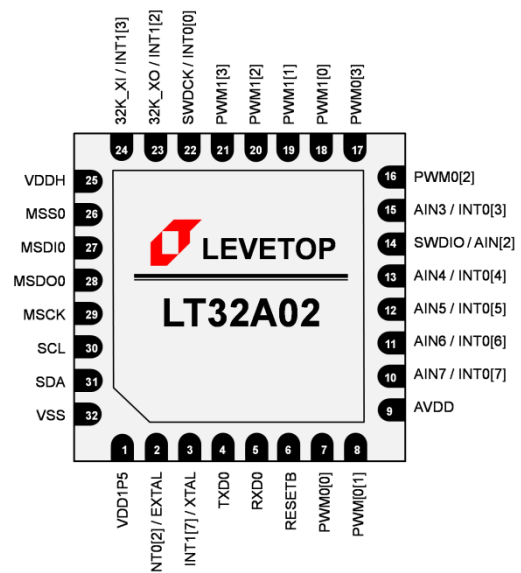 32K_XI / INT1[3]
32K_XO / INT1[2]
SWDCK / INT0[0]
PWM1[3]
PWM1[2]
PWM1[1]
PWM1[0]
PWM0[3]
24 23 22 21 20 19 18 17
VDDH 25
MSS0 26
MSDI0 27
MSDO0 28
MSCK 29
SCL 30
SDA 31
VSS 32
LEVETOP
LT32A02
16 PWM0[2]
15 AIN3 / INT0[3]
14 SWDIO / AIN[2]
13 AIN4 / INT0[4]
12 AIN5 / INT0[5]
11 AIN6 / INT0[6]
10 AIN7 / INT0[7]
9 AVDD
1 2 3 4 5 6 7 8
VDD1P5
NT0[2] / EXTAL
INT1[7] / XTAL
TXD0
RXD0
RESETB
PWM0[0]
PWM[0[1]